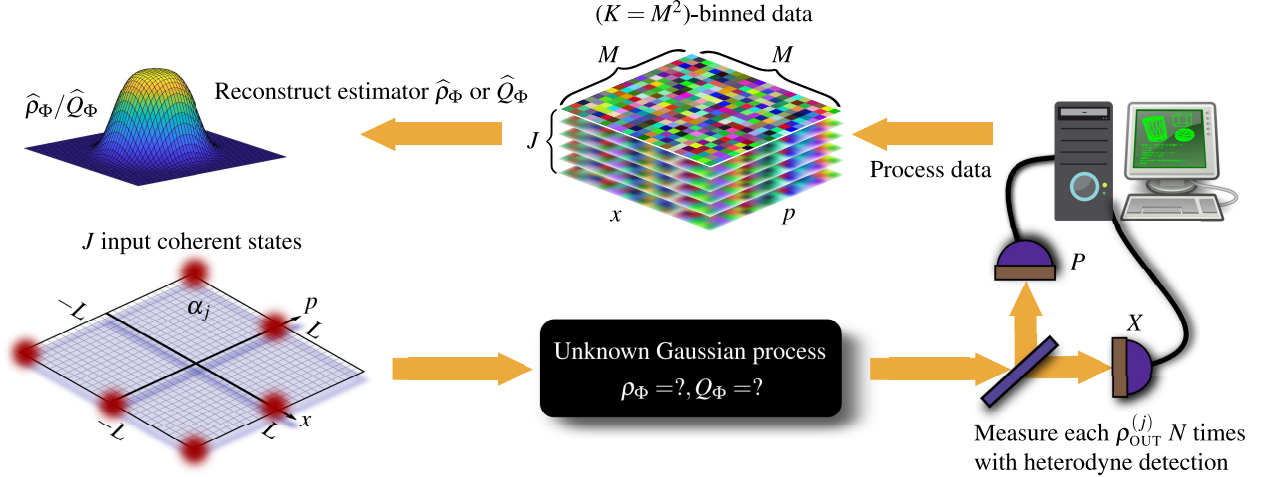 (K = M²)-binned data
M
M
ρ̂_Φ/Q̂_Φ
Reconstruct estimator ρ̂_Φ or Q̂_Φ
J
Process data
x
p
J input coherent states
−L
α_j
p
L
−L
L
x
Unknown Gaussian process
ρ_Φ =?, Q_Φ =?
P
X
Measure each ρ_OUT^(j) N times
with heterodyne detection